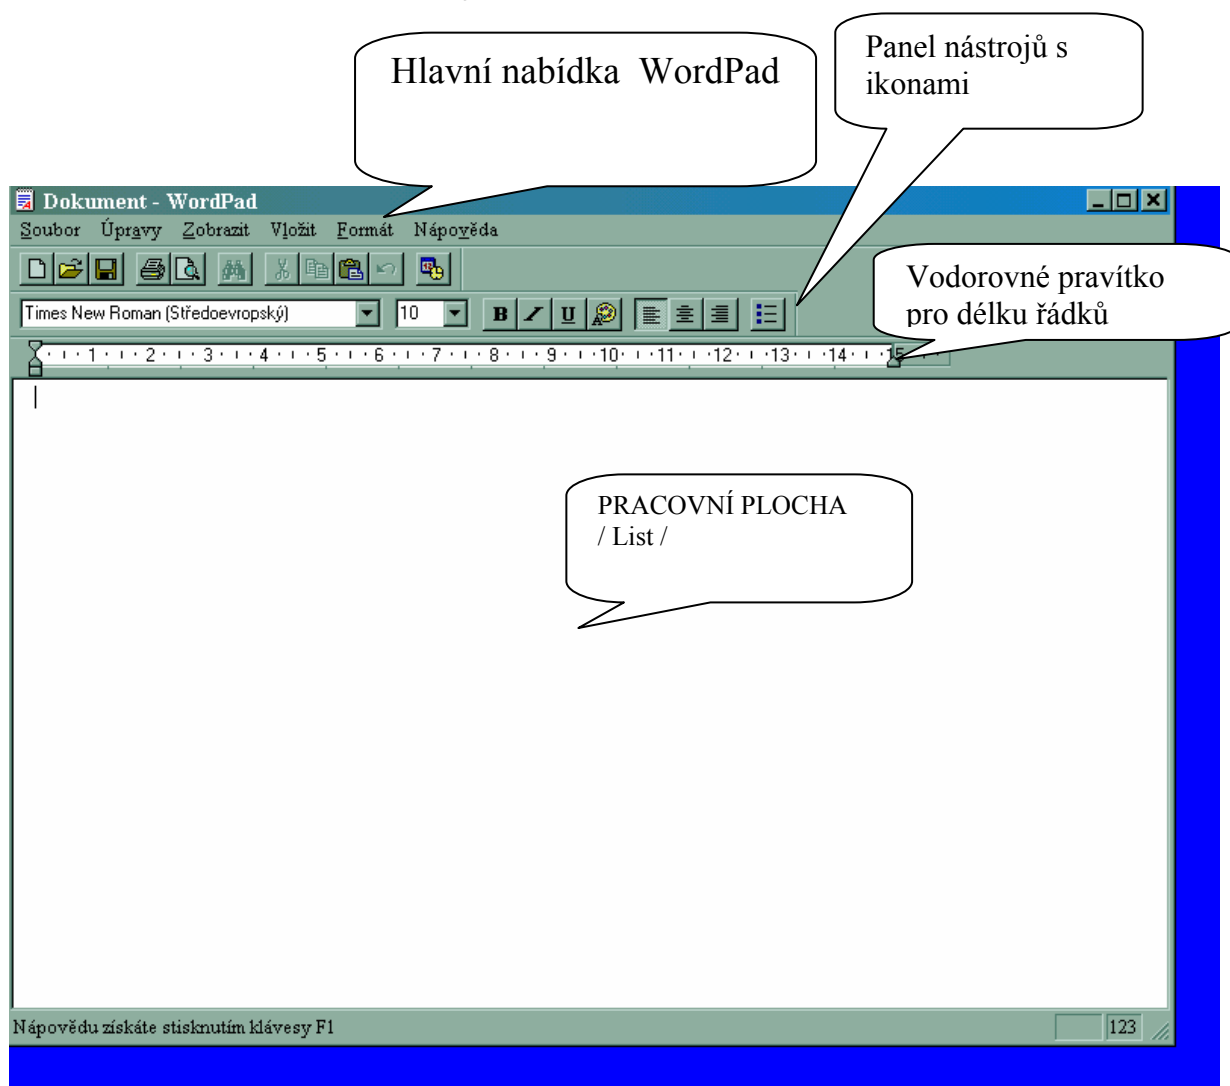 Hlavní nabídka WordPad
Panel nástrojů s
ikonami
Dokument - WordPad
Soubor Úpravy Zobrazit Vložit Formát Nápověda
Vodorovné pravítko
pro délku řádků
Times New Roman (Středoevropský) 10 B I U
1 2 3 4 5 6 7 8 9 10 11 12 13 14 15
PRACOVNÍ PLOCHA
/ List /
Nápovědu získáte stisknutím klávesy F1 123